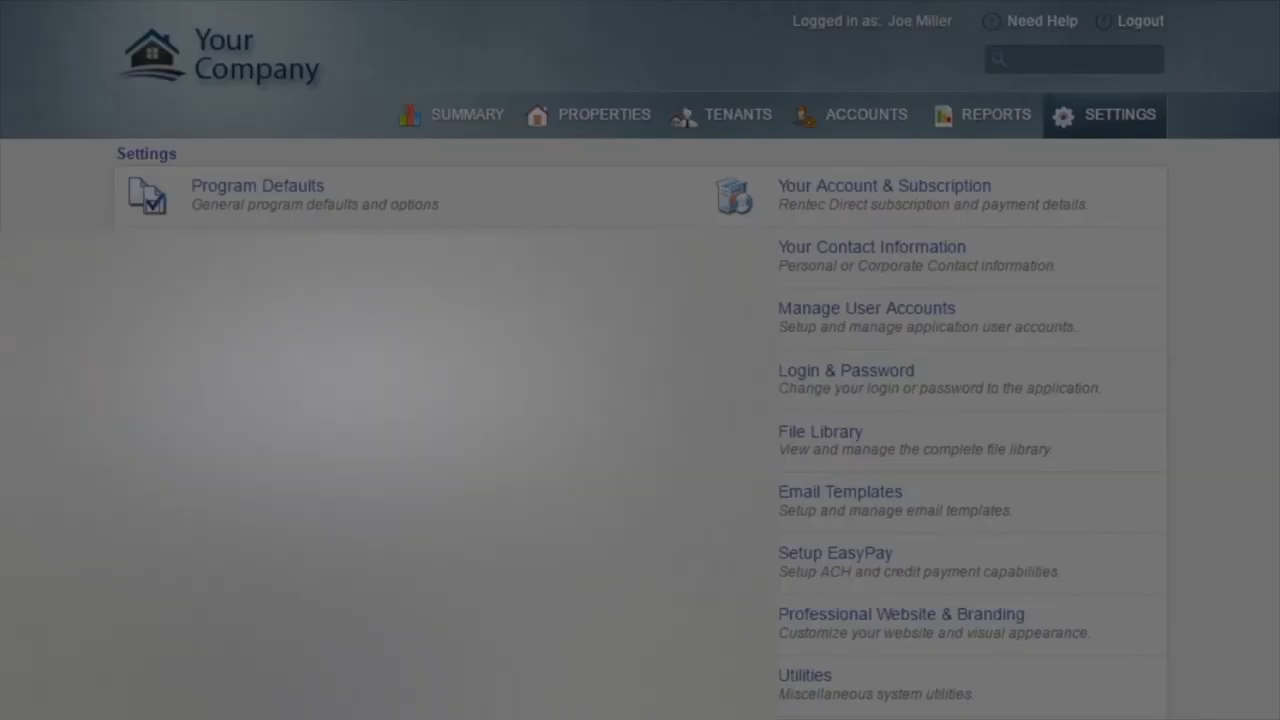 Logged in as: Joe Miller Need Help Logout
Your
Company
SUMMARY PROPERTIES TENANTS ACCOUNTS REPORTS SETTINGS
Settings
Program Defaults
General program defaults and options.
Your Account & Subscription
Rentec Direct subscription and payment details.
Your Contact Information
Personal or Corporate Contact information.
Manage User Accounts
Setup and manage application user accounts..
Login & Password
Change your login or password to the application.
File Library
View and manage the complete file library.
Email Templates
Setup and manage email templates.
Setup EasyPay
Setup ACH and credit payment capabilities.
Professional Website & Branding
Customize your website and visual appearance.
Utilities
Miscellaneous system utilities.